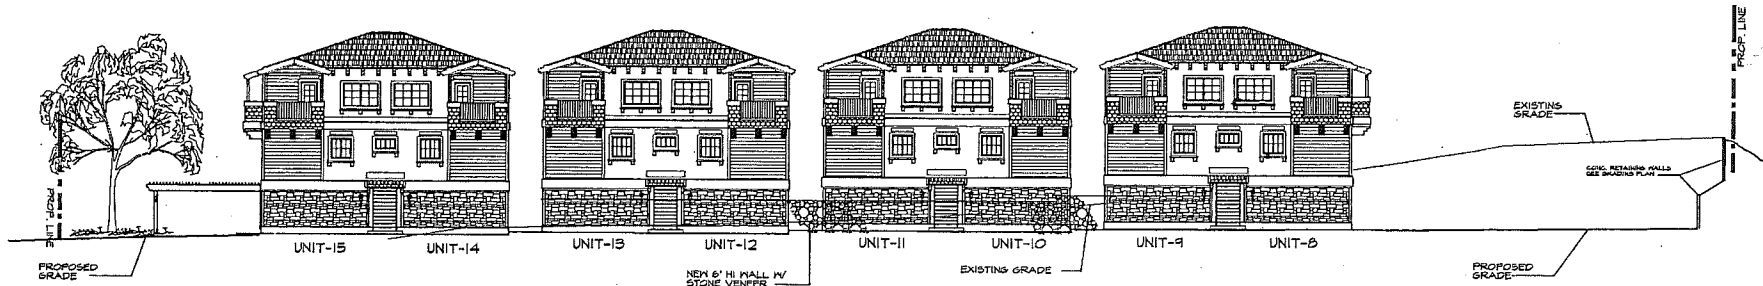 PROP. LINE
PROPOSED
GRADE
UNIT-15
UNIT-14
UNIT-13
UNIT-12
NEW 6' HI WALL W/
STONE VENEER
UNIT-11
UNIT-10
EXISTING GRADE
UNIT-9
UNIT-8
EXISTING
GRADE
CONC. RETAINING WALLS
SEE GRADING PLAN
PROPOSED
GRADE
PROP. LINE